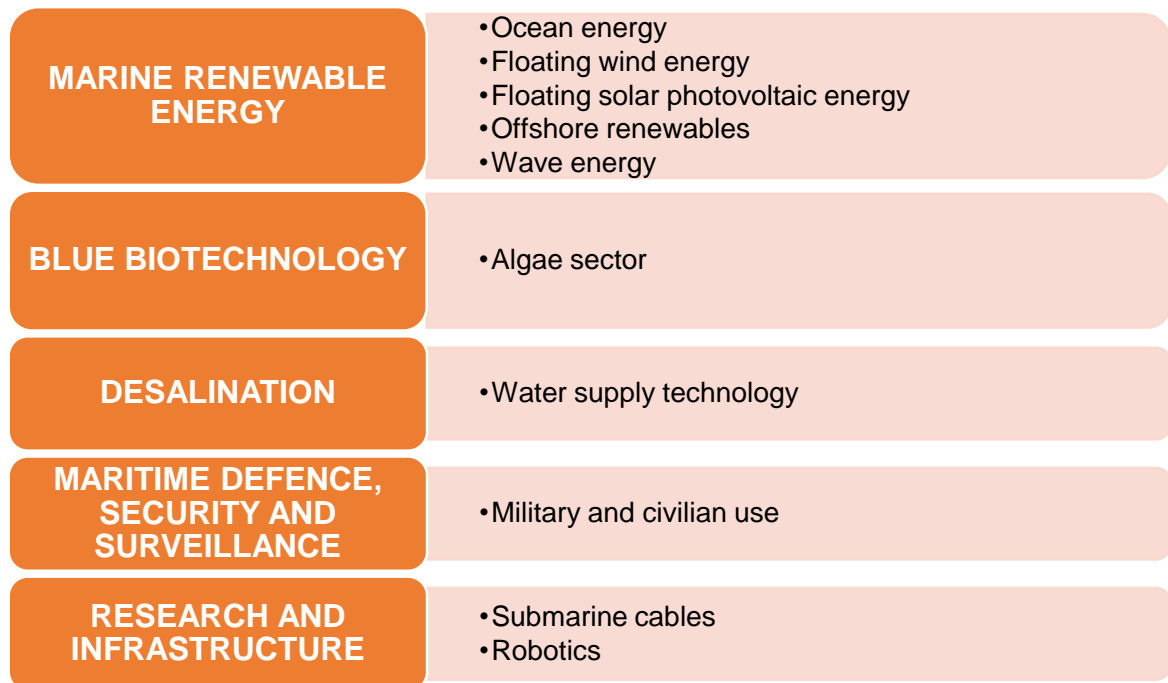 MARINE RENEWABLE
ENERGY
•Ocean energy
•Floating wind energy
•Floating solar photovoltaic energy
•Offshore renewables
•Wave energy
BLUE BIOTECHNOLOGY
•Algae sector
DESALINATION
•Water supply technology
MARITIME DEFENCE,
SECURITY AND
SURVEILLANCE
•Military and civilian use
RESEARCH AND
INFRASTRUCTURE
•Submarine cables
•Robotics